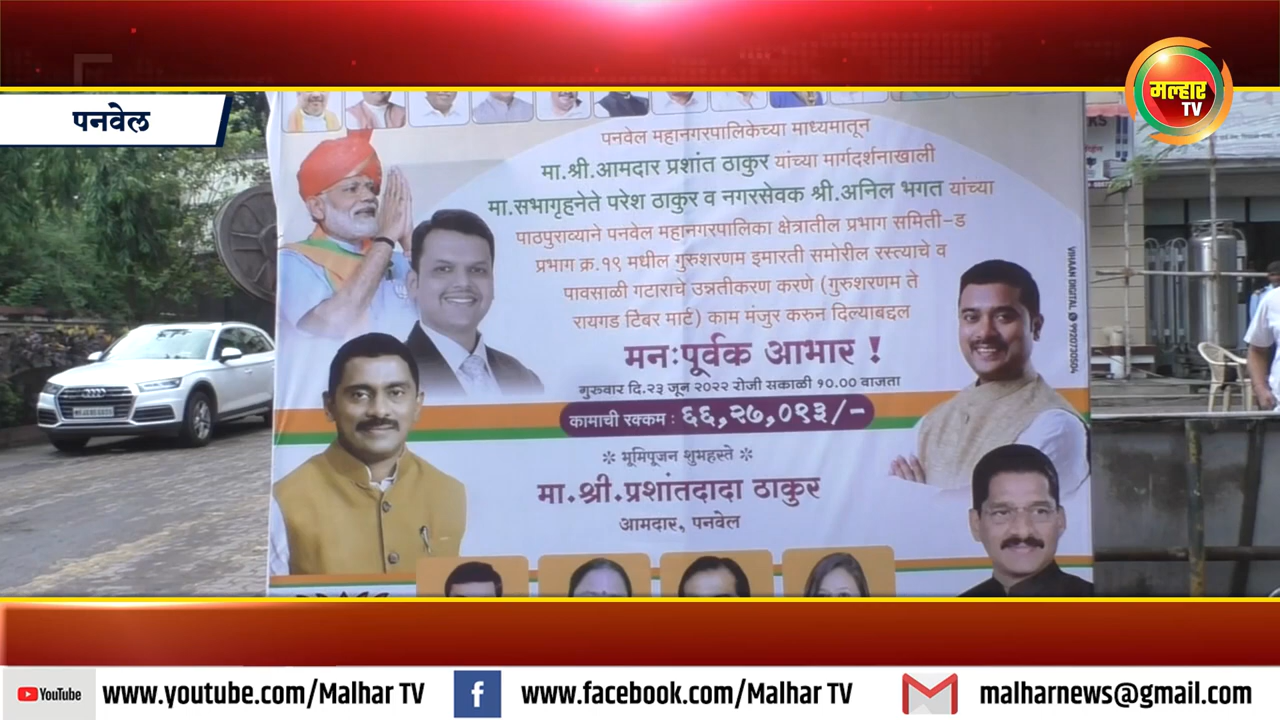 मल्हार
TV
पनवेल
पनवेल महानगरपालिकेच्या माध्यमातून
मा.श्री.आमदार प्रशांत ठाकुर यांच्या मार्गदर्शनाखाली
मा.सभागृहनेते परेश ठाकुर व नगरसेवक श्री.अनिल भगत यांच्या
पाठपुराव्याने पनवेल महानगरपालिका क्षेत्रातील प्रभाग समिती-ड
प्रभाग क्र.१९ मधील गुरुशरणम इमारती समोरील रस्त्याचे व
पावसाळी गटाराचे उन्नतीकरण करणे (गुरुशरणम ते
रायगड टिंबर मार्ट) काम मंजुर करुन दिल्याबद्दल
मनःपूर्वक आभार !
गुरुवार दि.२३ जून २०२२ रोजी सकाळी १०.०० वाजता
कामाची रक्कम : ६६,२७,०९३/-
❊ भूमिपूजन शुभहस्ते ❊
मा.श्री.प्रशांतदादा ठाकुर
आमदार, पनवेल
VIHAAN DIGITAL 9920730504
YouTube www.youtube.com/Malhar TV
f www.facebook.com/Malhar TV
malharnews@gmail.com